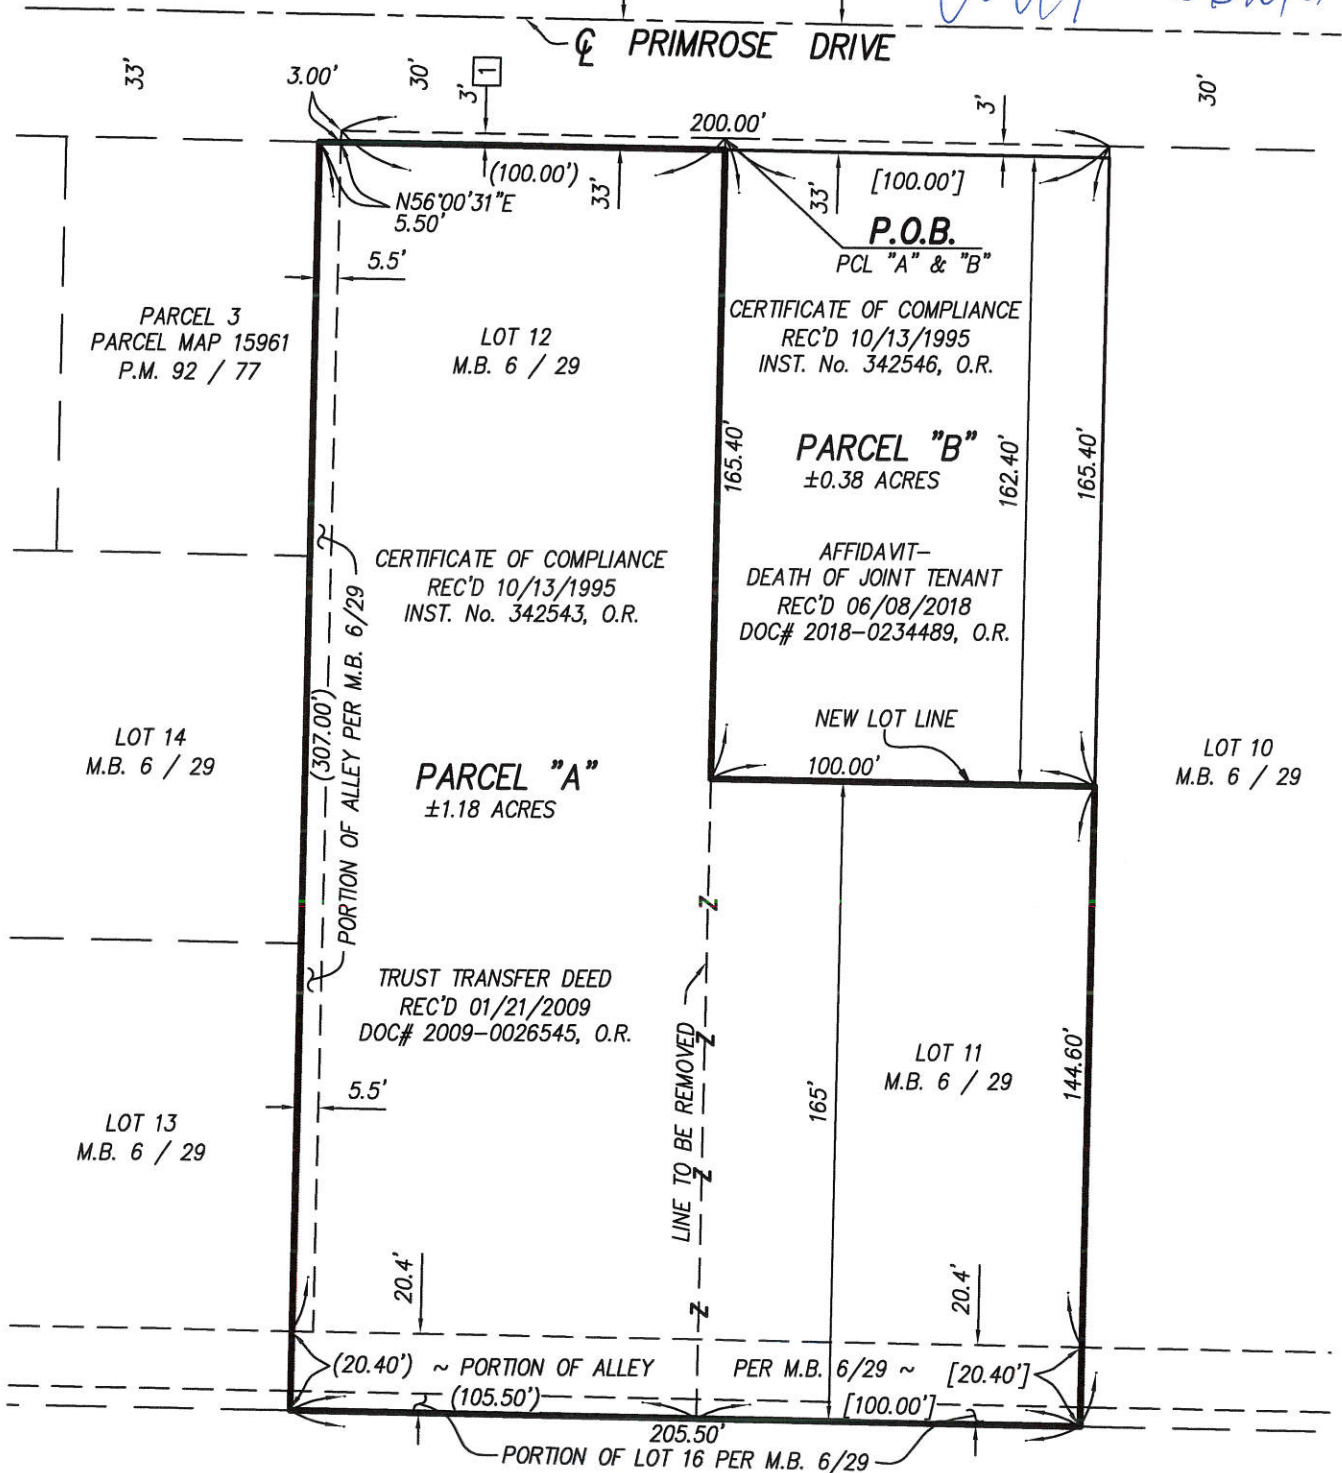 ℄ PRIMROSE DRIVE
33'
3.00'
30'
3'
1
200.00'
3'
30'
(100.00')
33'
33'
[100.00']
N56°00'31"E
5.50'
P.O.B.
PCL "A" & "B"
5.5'
PARCEL 3
PARCEL MAP 15961
P.M. 92 / 77
LOT 12
M.B. 6 / 29
CERTIFICATE OF COMPLIANCE
REC'D 10/13/1995
INST. No. 342546, O.R.
165.40'
PARCEL "B"
±0.38 ACRES
162.40'
165.40'
CERTIFICATE OF COMPLIANCE
REC'D 10/13/1995
INST. No. 342543, O.R.
AFFIDAVIT-
DEATH OF JOINT TENANT
REC'D 06/08/2018
DOC# 2018-0234489, O.R.
(307.00')
PORTION OF ALLEY PER M.B. 6/29
LOT 14
M.B. 6 / 29
PARCEL "A"
±1.18 ACRES
NEW LOT LINE
100.00'
LOT 10
M.B. 6 / 29
Z
TRUST TRANSFER DEED
REC'D 01/21/2009
DOC# 2009-0026545, O.R.
LINE TO BE REMOVED
Z
LOT 11
M.B. 6 / 29
144.60'
165'
5.5'
LOT 13
M.B. 6 / 29
Z
20.4'
20.4'
Z
(20.40') ~ PORTION OF ALLEY PER M.B. 6/29 ~ [20.40']
(105.50')
[100.00']
205.50'
PORTION OF LOT 16 PER M.B. 6/29